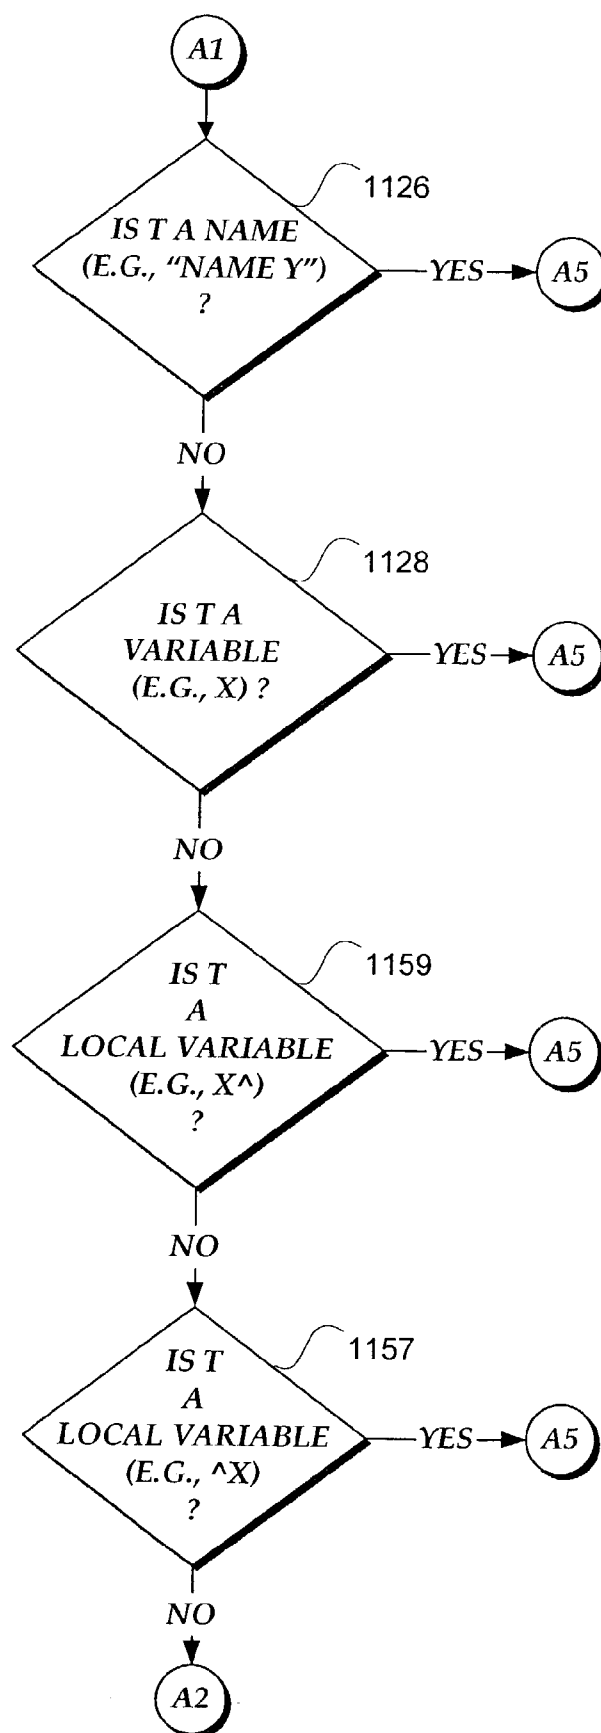 A1
1126
IS T A NAME
(E.G., “NAME Y”)
?
YES
A5
NO
1128
IS T A
VARIABLE
(E.G., X) ?
YES
A5
NO
1159
IS T
A
LOCAL VARIABLE
(E.G., X^)
?
YES
A5
NO
1157
IS T
A
LOCAL VARIABLE
(E.G., ^X)
?
YES
A5
NO
A2